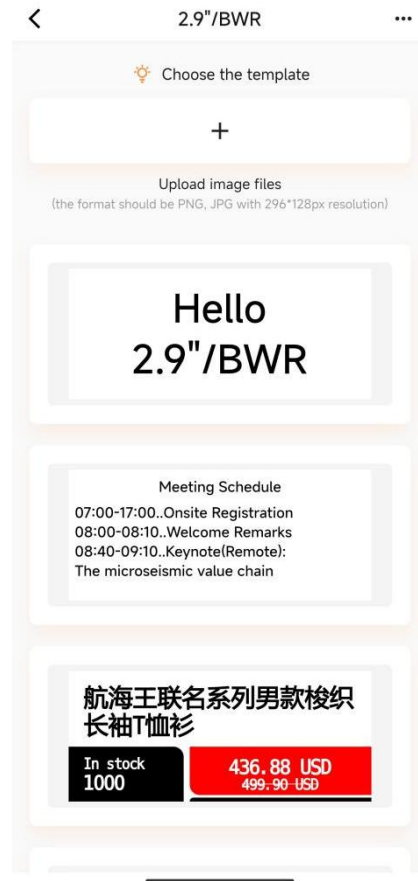 2.9"/BWR
Choose the template
+
Upload image files
(the format should be PNG, JPG with 296*128px resolution)
Hello
2.9"/BWR
Meeting Schedule
07:00-17:00..Onsite Registration
08:00-08:10..Welcome Remarks
08:40-09:10..Keynote(Remote):
The microseismic value chain
航海王联名系列男款梭织
长袖T恤衫
In stock
1000
436.88 USD
499.90 USD